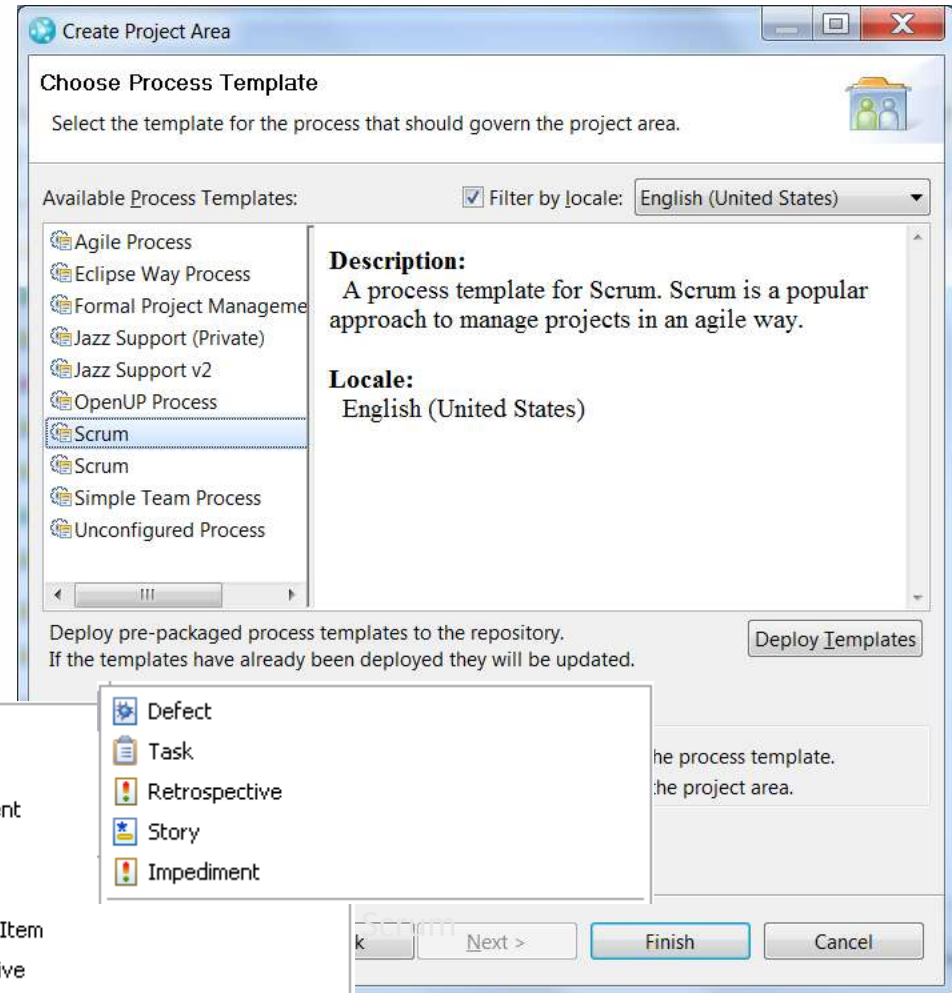 Create Project Area
Choose Process Template
Select the template for the process that should govern the project area.
Available Process Templates:
Filter by locale:
English (United States)
Agile Process
Eclipse Way Process
Formal Project Manageme
Jazz Support (Private)
Jazz Support v2
OpenUP Process
Scrum
Scrum
Simple Team Process
Unconfigured Process
Description:
A process template for Scrum. Scrum is a popular
approach to manage projects in an agile way.
Locale:
English (United States)
Deploy pre-packaged process templates to the repository.
If the templates have already been deployed they will be updated.
Deploy Templates
Defect
Task
Retrospective
Story
Impediment
he process template.
the project area.
nt
Item
ive
Scrum
k
Next >
Finish
Cancel